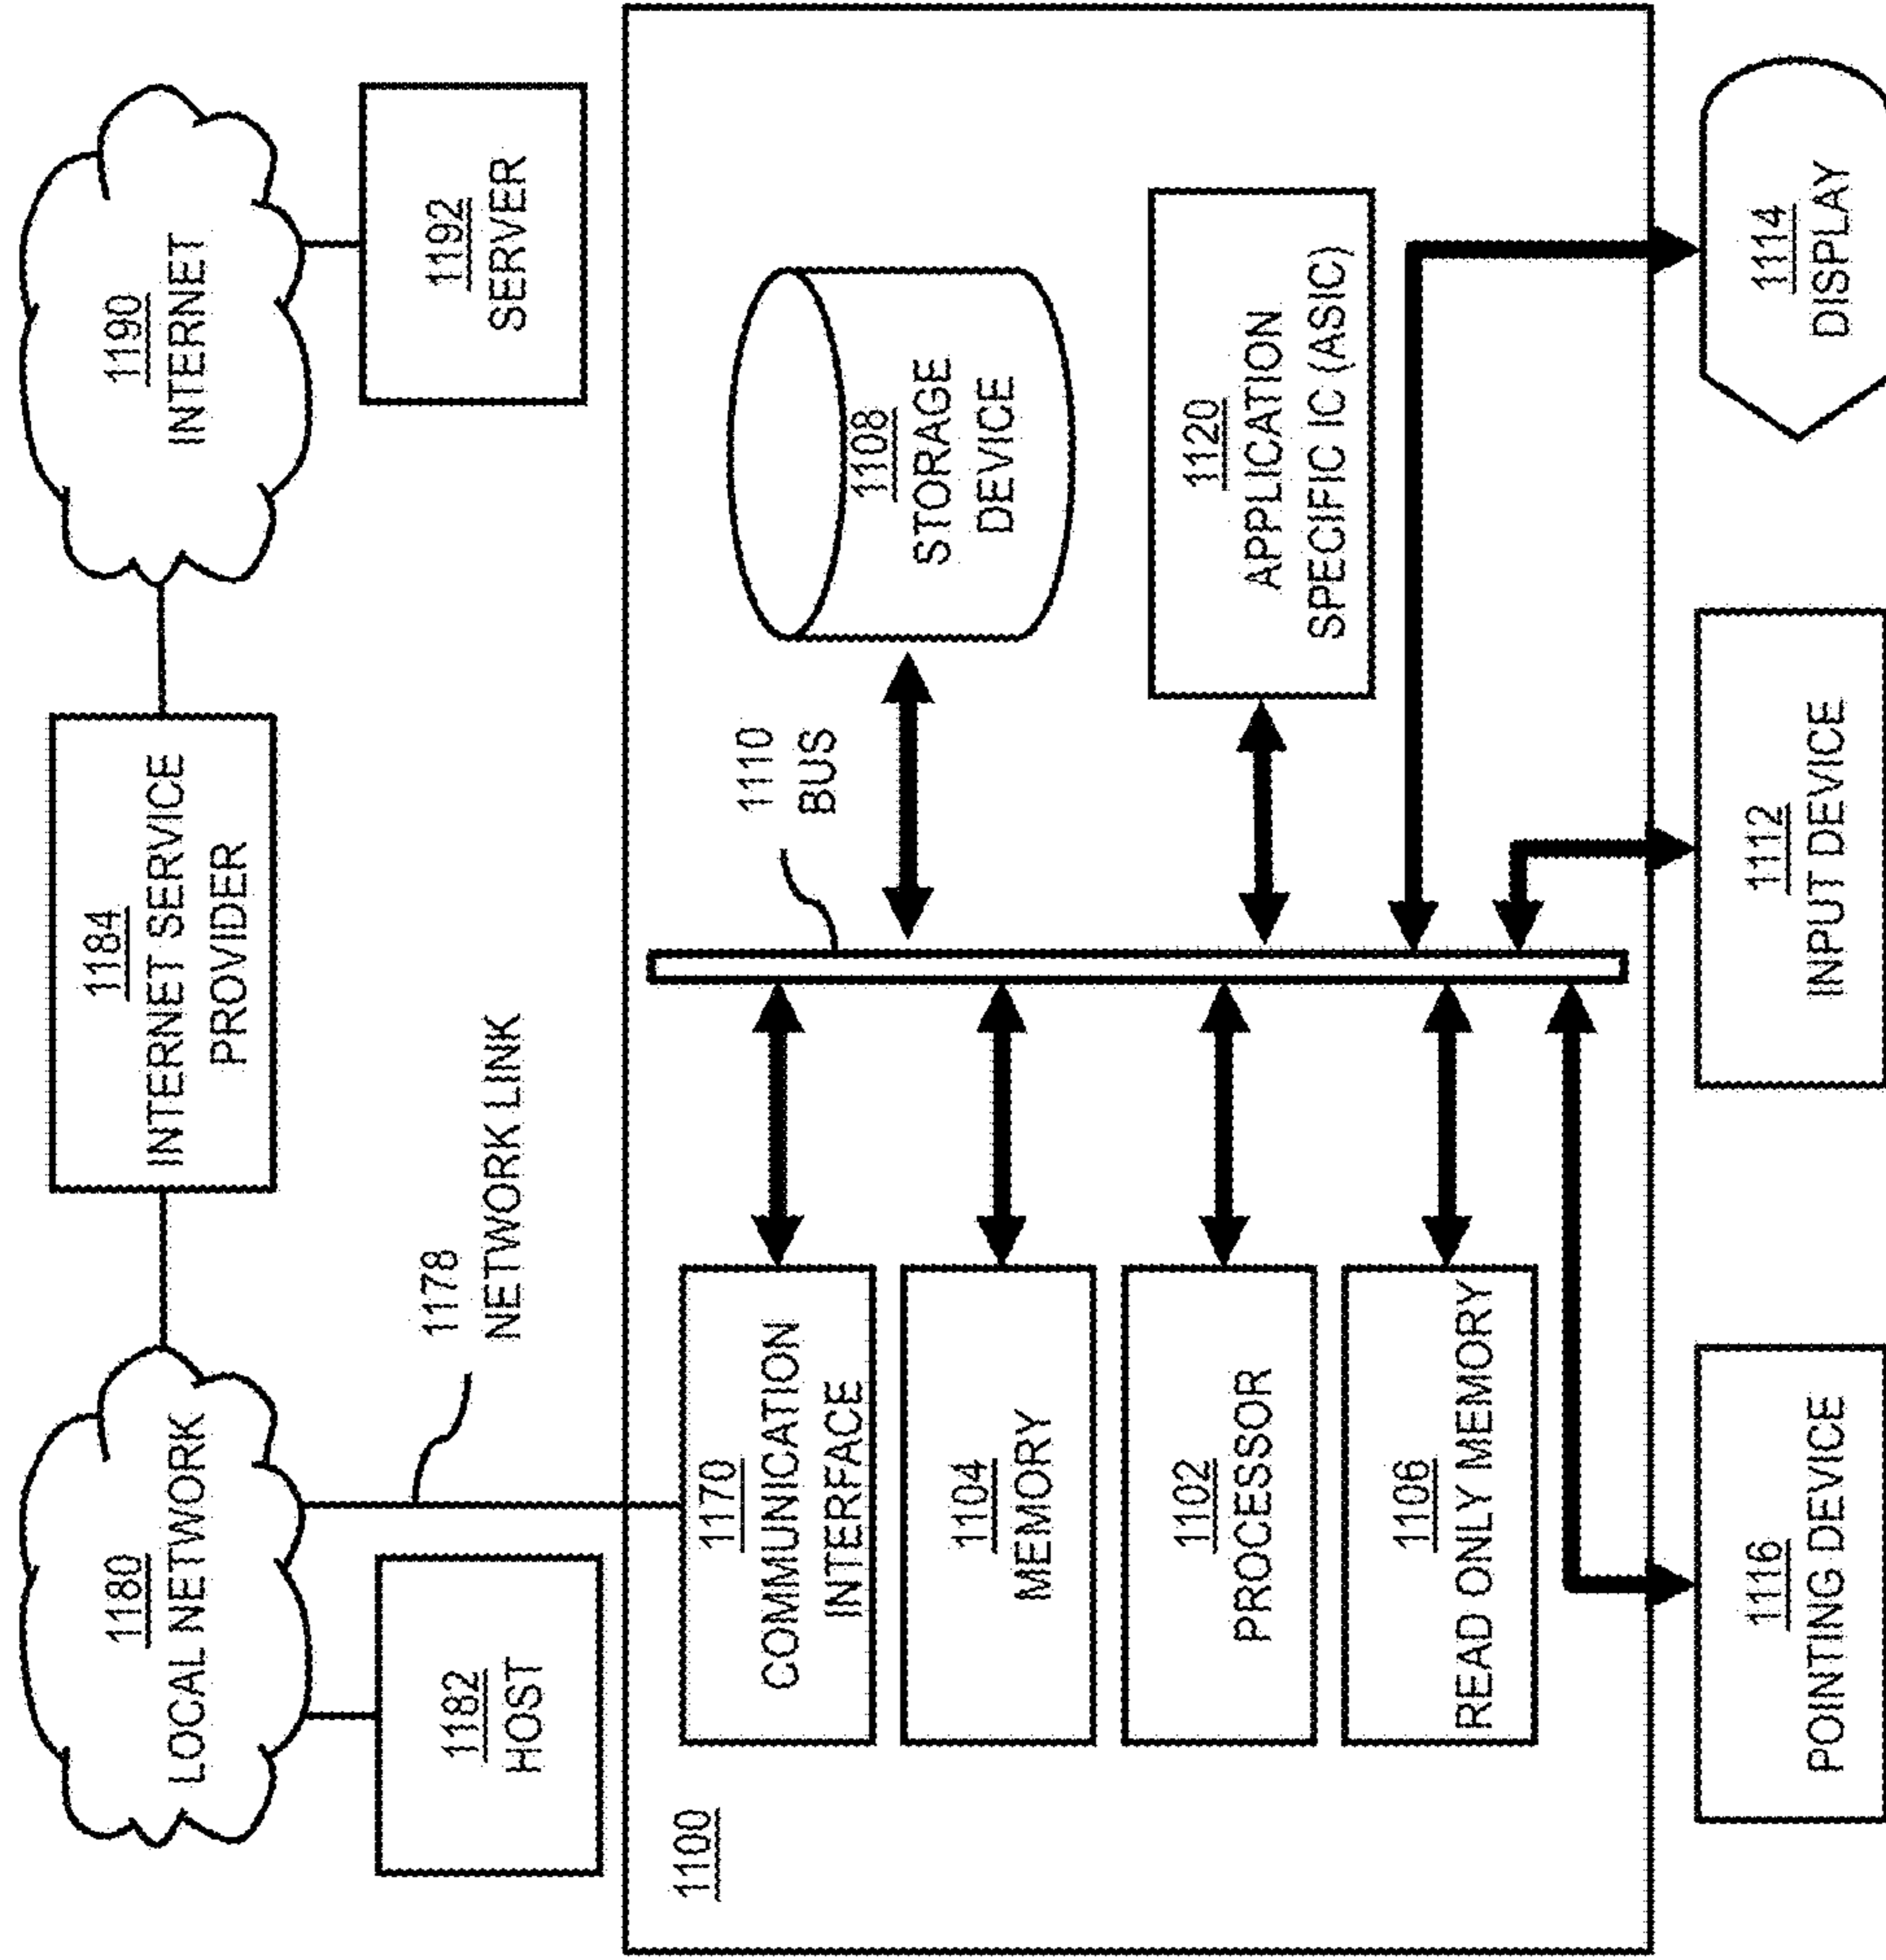 1180
LOCAL NETWORK
1184
INTERNET SERVICE
PROVIDER
1190
INTERNET
1182
HOST
1178
NETWORK LINK
1192
SERVER
1100
1170
COMMUNICATION
INTERFACE
1110
BUS
1108
STORAGE
DEVICE
1104
MEMORY
1102
PROCESSOR
1120
APPLICATION
SPECIFIC IC (ASIC)
1106
READ ONLY MEMORY
1116
POINTING DEVICE
1112
INPUT DEVICE
1114
DISPLAY